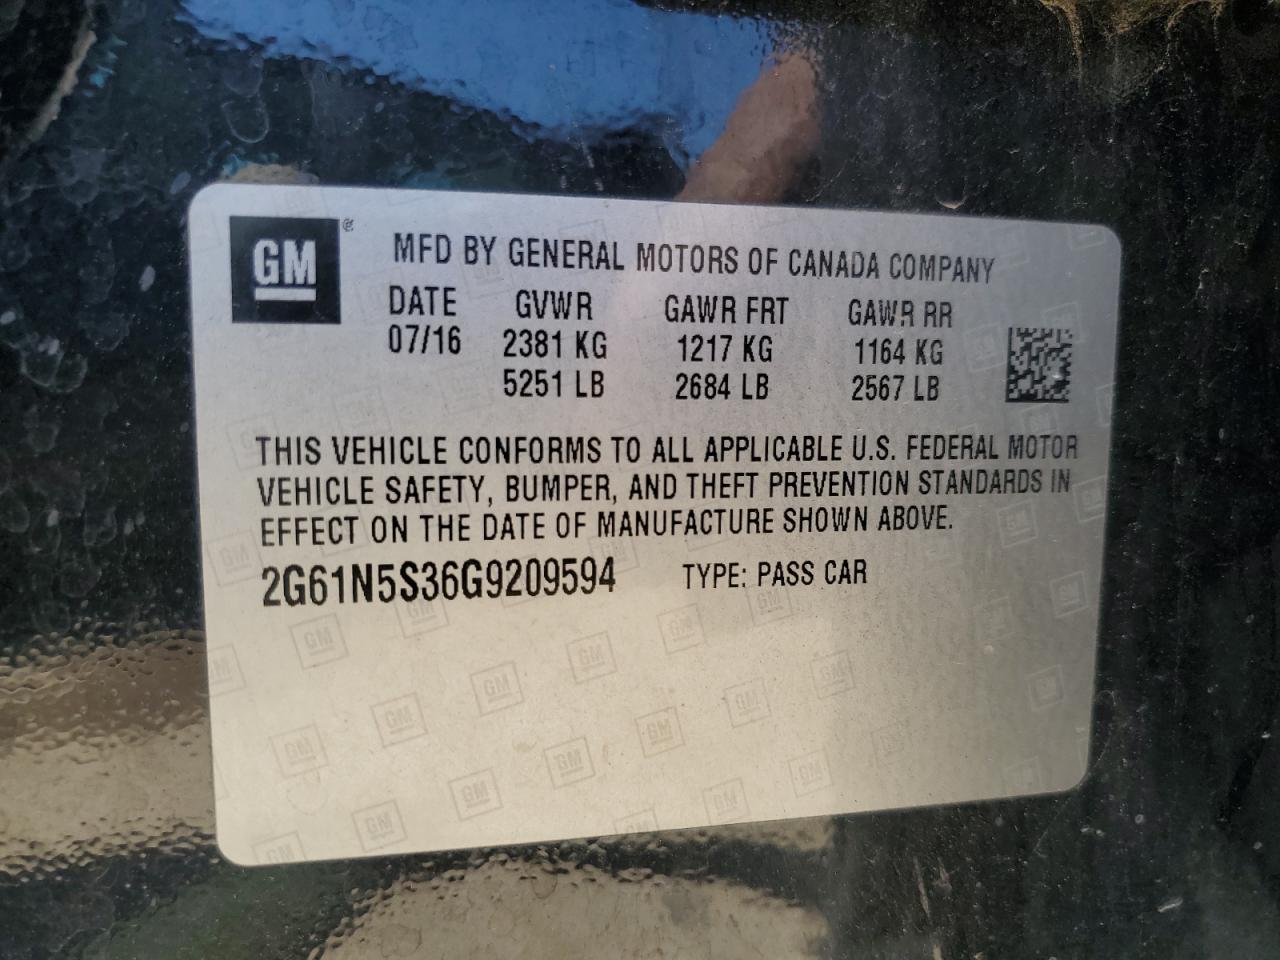 GM
MFD BY GENERAL MOTORS OF CANADA COMPANY
DATE GVWR GAWR FRT GAWR RR
07/16 2381 KG 1217 KG 1164 KG
5251 LB 2684 LB 2567 LB
THIS VEHICLE CONFORMS TO ALL APPLICABLE U.S. FEDERAL MOTOR
VEHICLE SAFETY, BUMPER, AND THEFT PREVENTION STANDARDS IN
EFFECT ON THE DATE OF MANUFACTURE SHOWN ABOVE.
2G61N5S36G9209594 TYPE: PASS CAR